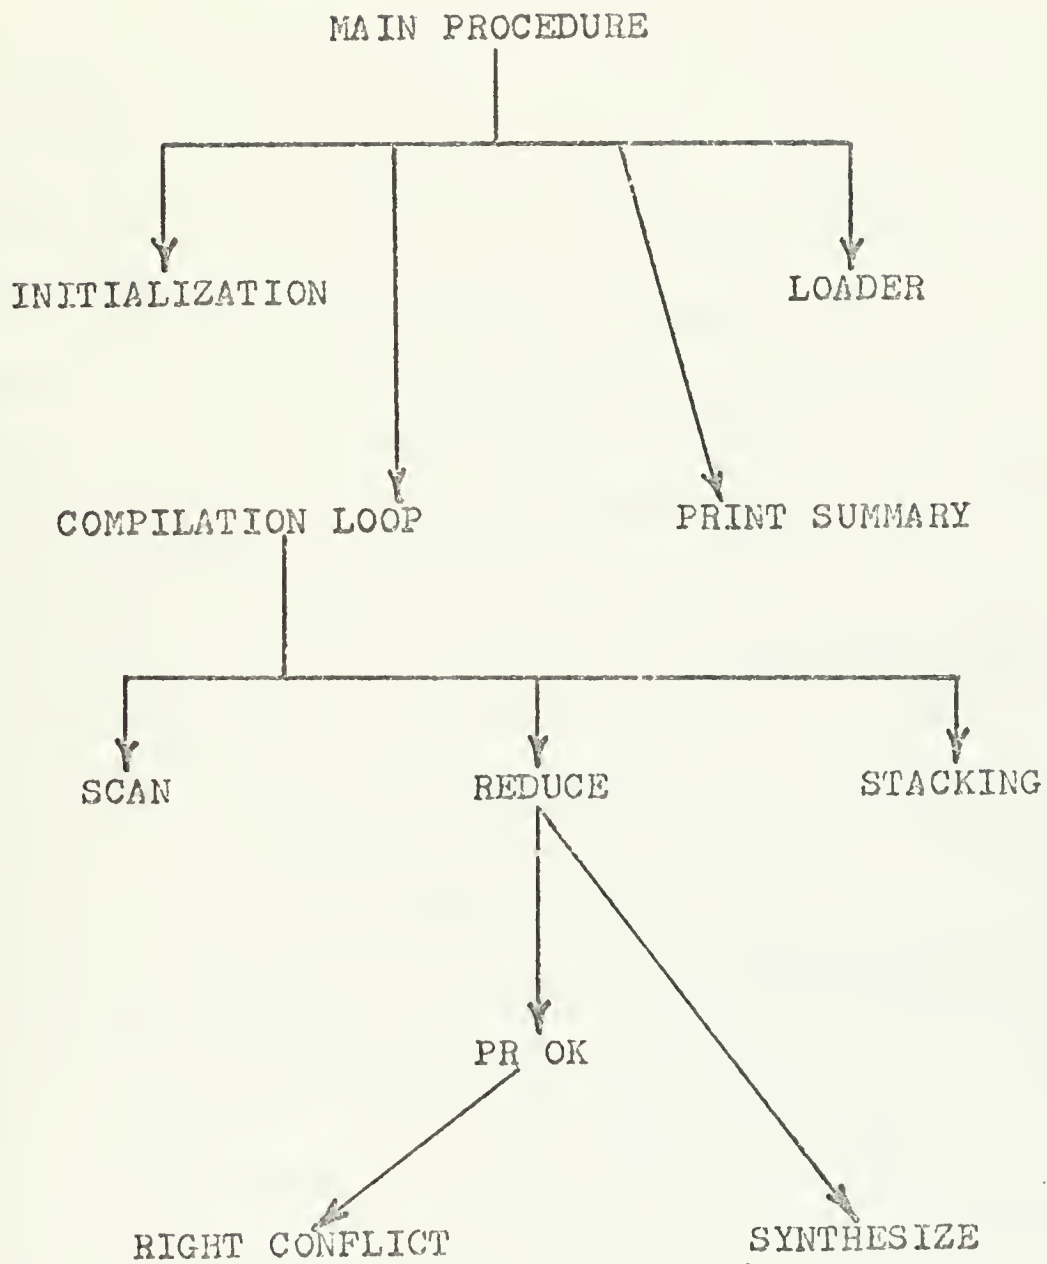 MAIN PROCEDURE
INITIALIZATION
LOADER
COMPILATION LOOP
PRINT SUMMARY
SCAN
REDUCE
STACKING
PR OK
RIGHT CONFLICT
SYNTHESIZE